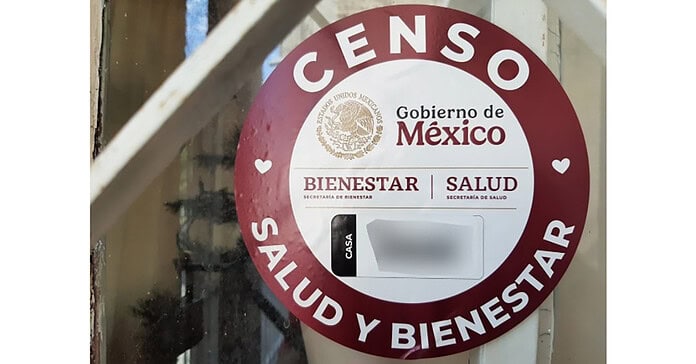 CENSO
ESTADOS UNIDOS MEXICANOS
Gobierno de
México
BIENESTAR
SECRETARÍA DE BIENESTAR
SALUD
SECRETARÍA DE SALUD
CASA
SALUD Y BIENESTAR